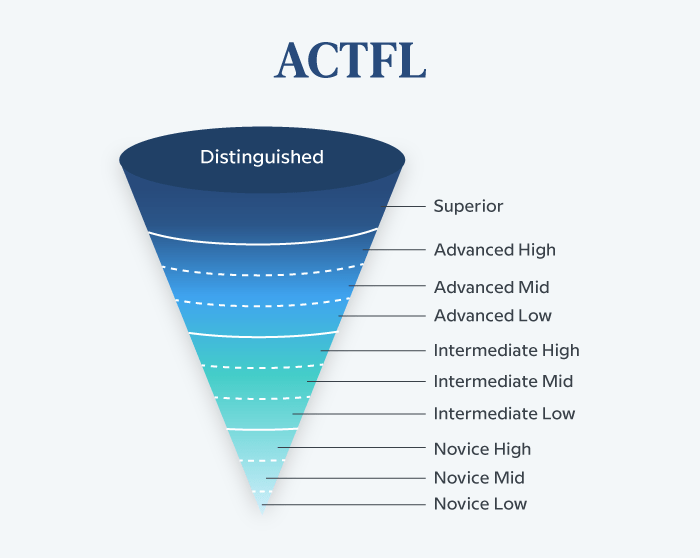 ACTFL
Distinguished
Superior
Advanced High
Advanced Mid
Advanced Low
Intermediate High
Intermediate Mid
Intermediate Low
Novice High
Novice Mid
Novice Low